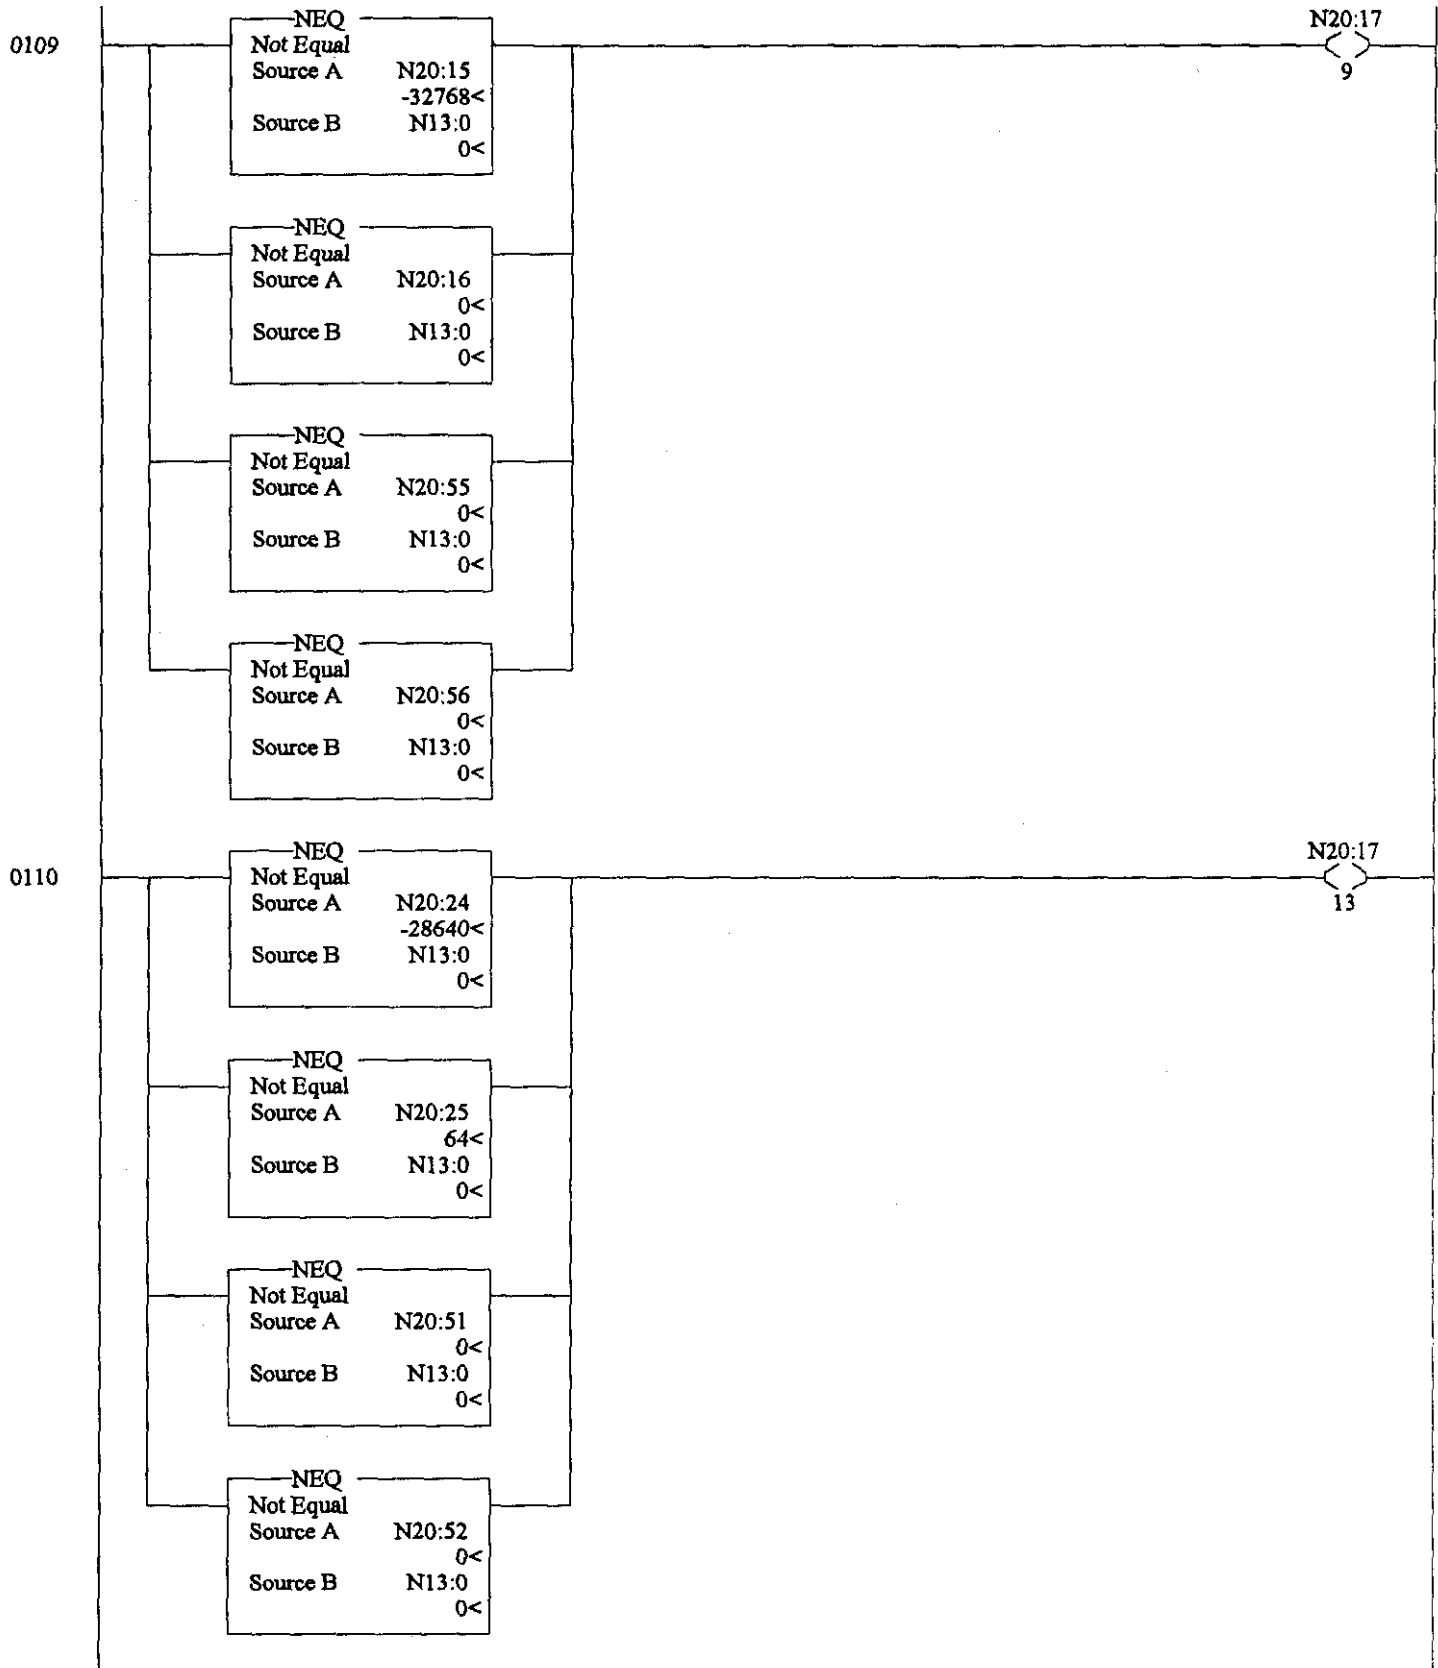 NEQ
N20:17
0109
Not Equal
Source A N20:15
9
-32768<
Source B N13:0
0<
NEQ
Not Equal
Source A N20:16
0<
Source B N13:0
0<
NEQ
Not Equal
Source A N20:55
0<
Source B N13:0
0<
NEQ
Not Equal
Source A N20:56
0<
Source B N13:0
0<
NEQ
N20:17
0110
Not Equal
Source A N20:24
13
-28640<
Source B N13:0
0<
NEQ
Not Equal
Source A N20:25
64<
Source B N13:0
0<
NEQ
Not Equal
Source A N20:51
0<
Source B N13:0
0<
NEQ
Not Equal
Source A N20:52
0<
Source B N13:0
0<